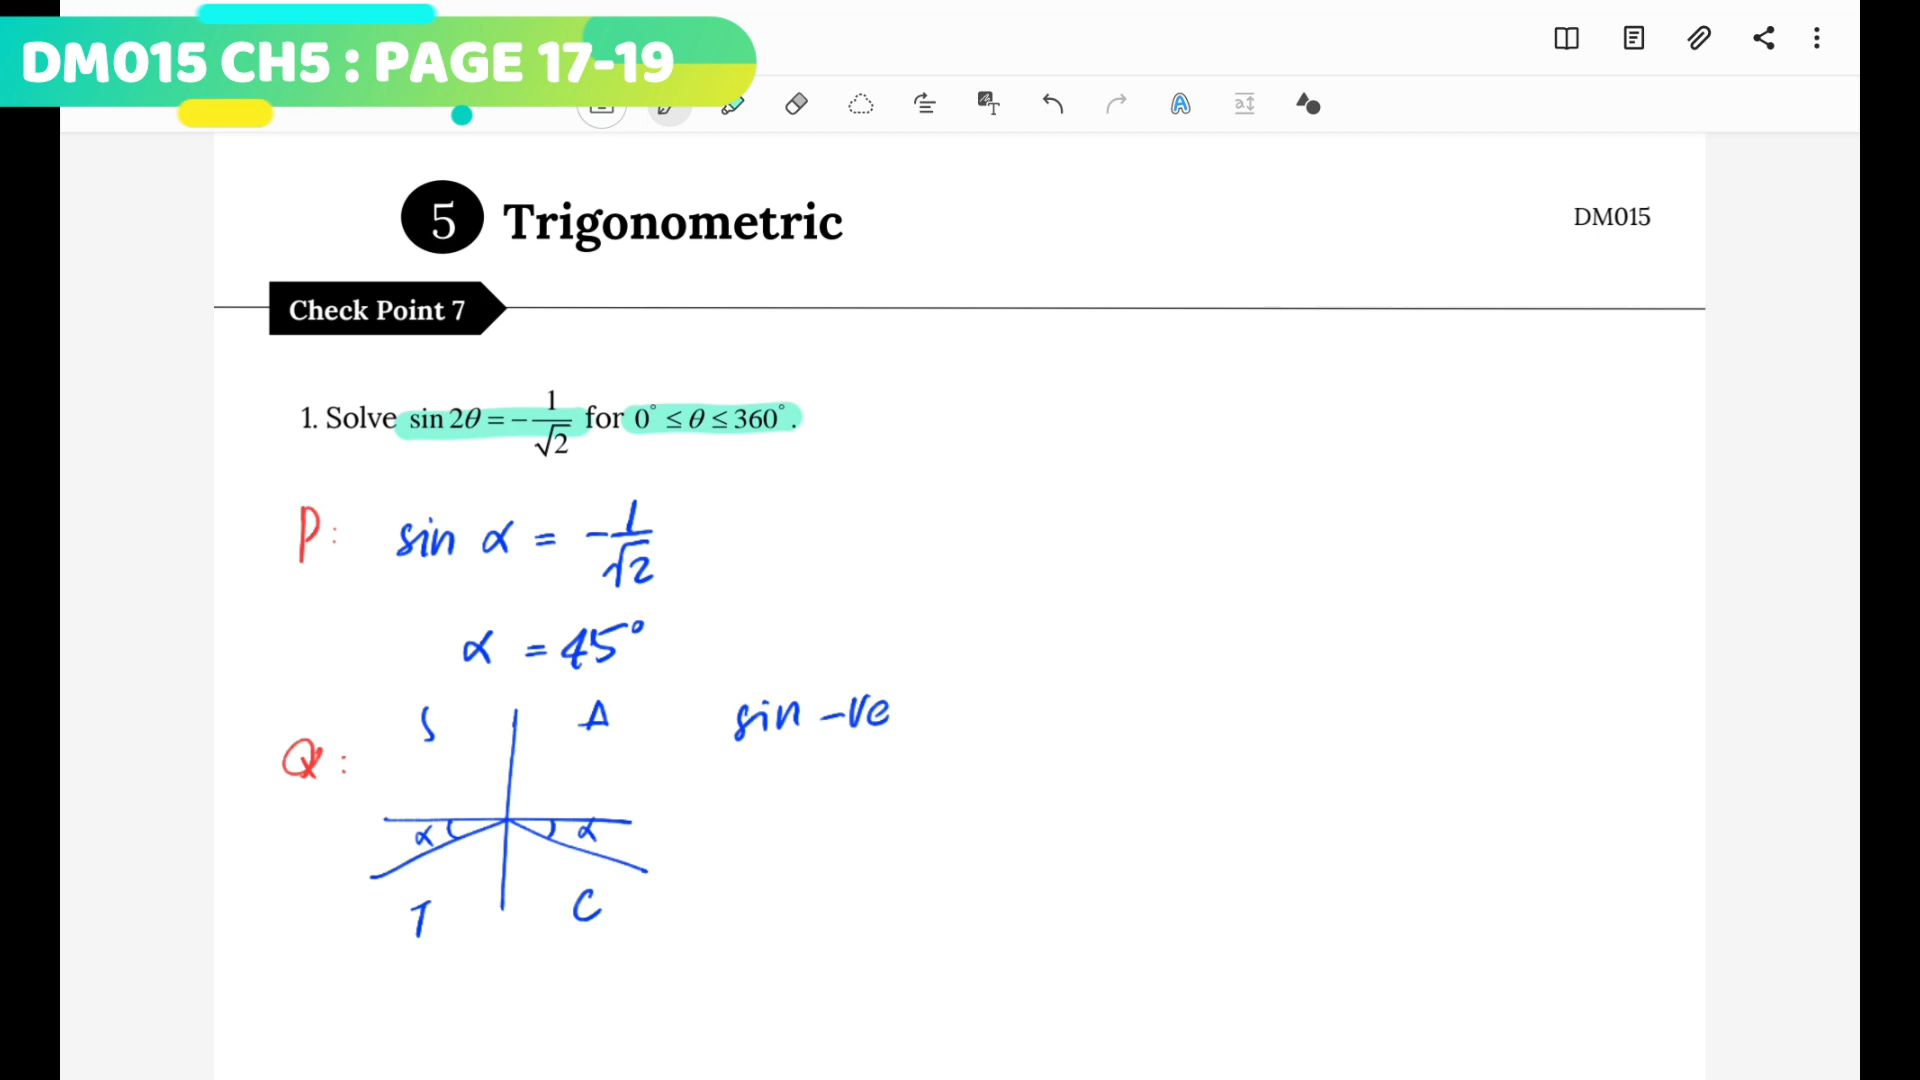 DM015 CH5 : PAGE 17-19
5 Trigonometric
DM015
Check Point 7
1. Solve sin 2θ = −1/√2 for 0° ≤ θ ≤ 360°.
P: sin α = −1/√2
α = 45°
S A sin -ve
Q:
α α
T C